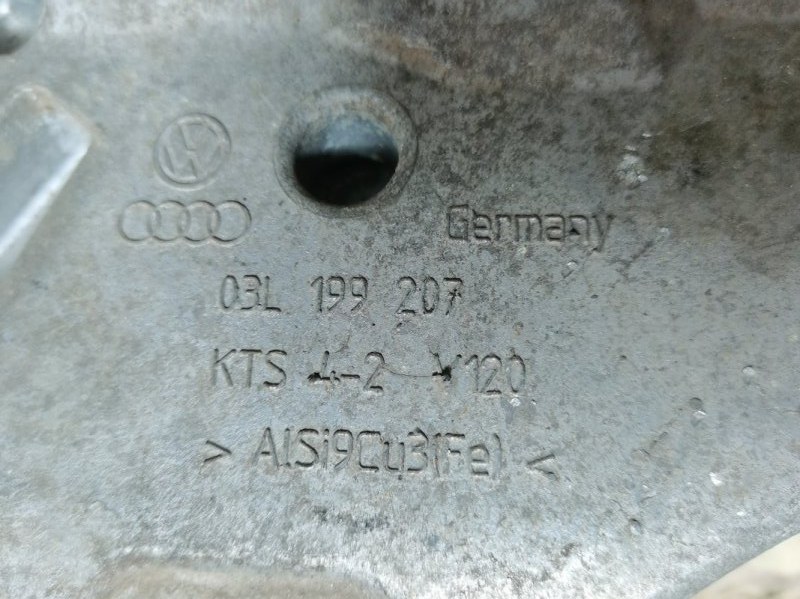 Germany
03L 199 207
KTS 4-2 V120
> AlSi9Cu3(Fe) <